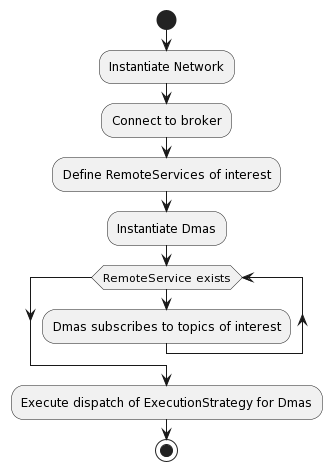 Instantiate Network
Connect to broker
Define RemoteServices of interest
Instantiate Dmas
RemoteService exists
Dmas subscribes to topics of interest
Execute dispatch of ExecutionStrategy for Dmas